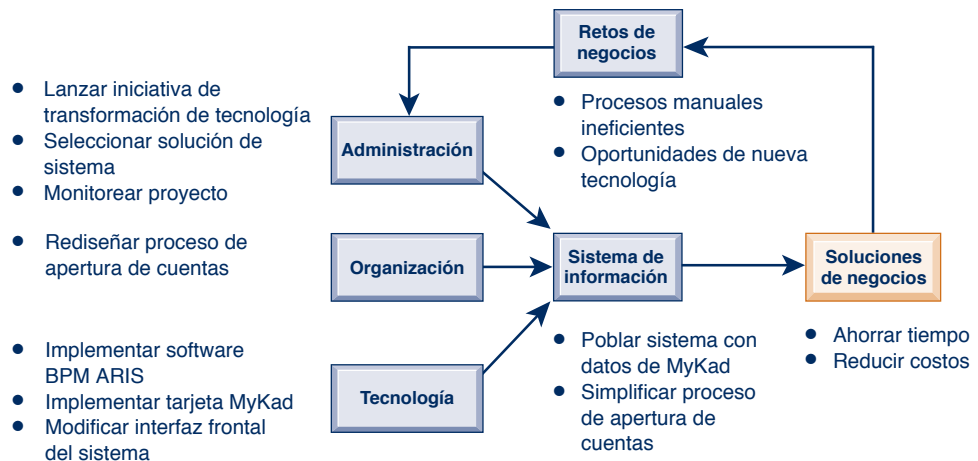 Retos de
negocios
● Procesos manuales
ineficientes
● Oportunidades de nueva
tecnología
● Lanzar iniciativa de
transformación de tecnología
● Seleccionar solución de
sistema
● Monitorear proyecto
Administración
● Rediseñar proceso de
apertura de cuentas
Organización
Sistema de
información
Soluciones
de negocios
● Implementar software
BPM ARIS
● Implementar tarjeta MyKad
● Modificar interfaz frontal
del sistema
Tecnología
● Poblar sistema con
datos de MyKad
● Simplificar proceso
de apertura de
cuentas
● Ahorrar tiempo
● Reducir costos